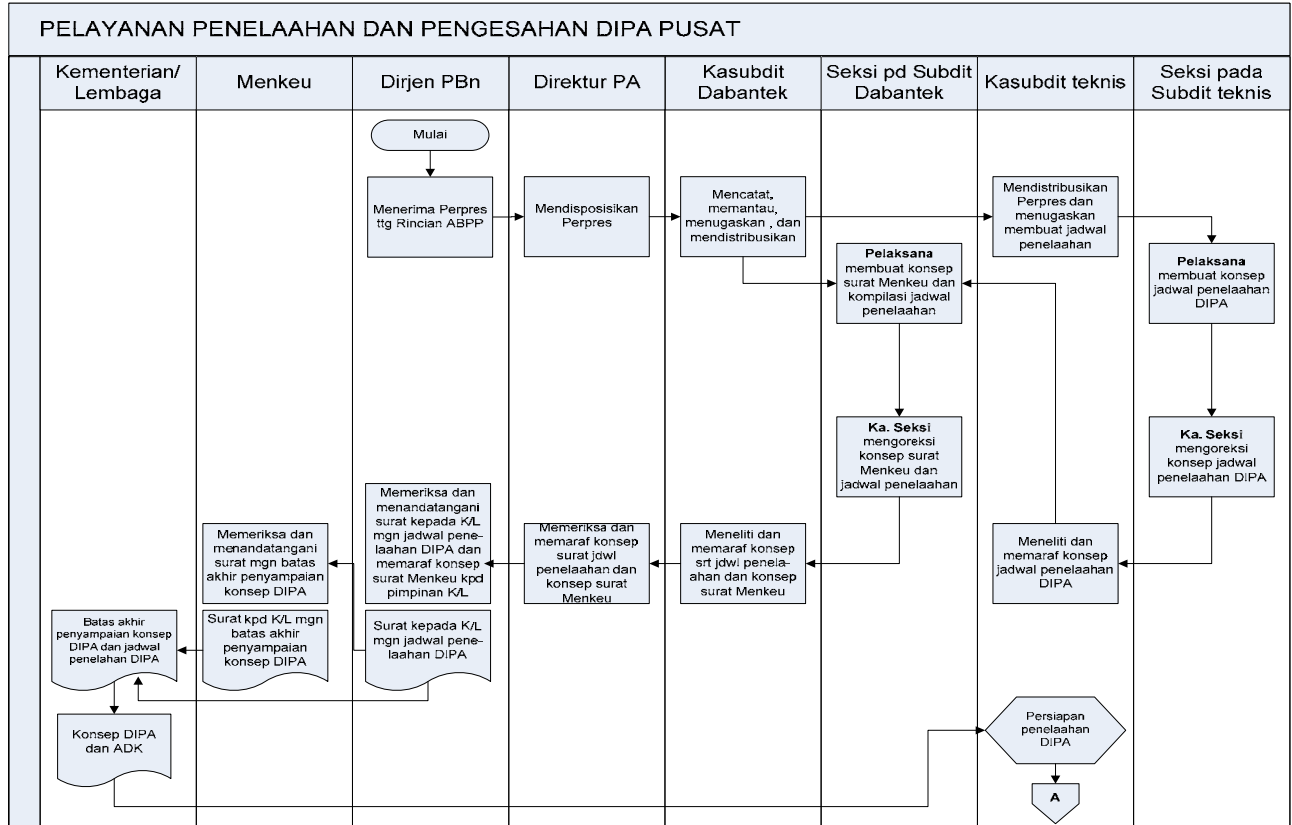 PELAYANAN PENELAAHAN DAN PENGESAHAN DIPA PUSAT
Kementerian/
Lembaga
Menkeu
Dirjen PBn
Direktur PA
Kasubdit
Dabantek
Seksi pd Subdit
Dabantek
Kasubdit teknis
Seksi pada
Subdit teknis
Mulai
Menerima Perpres
ttg Rincian ABPP
Mendisposisikan
Perpres
Mencatat,
memantau,
menugaskan , dan
mendistribusikan
Mendistribusikan
Perpres dan
menugaskan
membuat jadwal
penelaahan
Pelaksana
membuat konsep
surat Menkeu dan
kompilasi jadwal
penelaahan
Pelaksana
membuat konsep
jadwal penelaahan
DIPA
Ka. Seksi
mengoreksi
konsep surat
Menkeu dan
jadwal penelaahan
Ka. Seksi
mengoreksi
konsep jadwal
penelaahan DIPA
Memeriksa dan
menandatangani
surat mgn batas
akhir penyampaian
konsep DIPA
Memeriksa dan
menandatangani
surat kepada K/L
mgn jadwal pene-
laahan DIPA dan
memaraf konsep
surat Menkeu kpd
pimpinan K/L
Memeriksa dan
memaraf konsep
surat jdwl
penelaahan dan
konsep surat
Menkeu
Meneliti dan
memaraf konsep
srt jdwl penela-
ahan dan konsep
surat Menkeu
Meneliti dan
memaraf konsep
jadwal penelaahan
DIPA
Batas akhir
penyampaian konsep
DIPA dan jadwal
penelahan DIPA
Surat kpd K/L mgn
batas akhir
penyampaian
konsep DIPA
Surat kepada K/L
mgn jadwal pene-
laahan DIPA
Konsep DIPA
dan ADK
Persiapan
penelaahan
DIPA
A